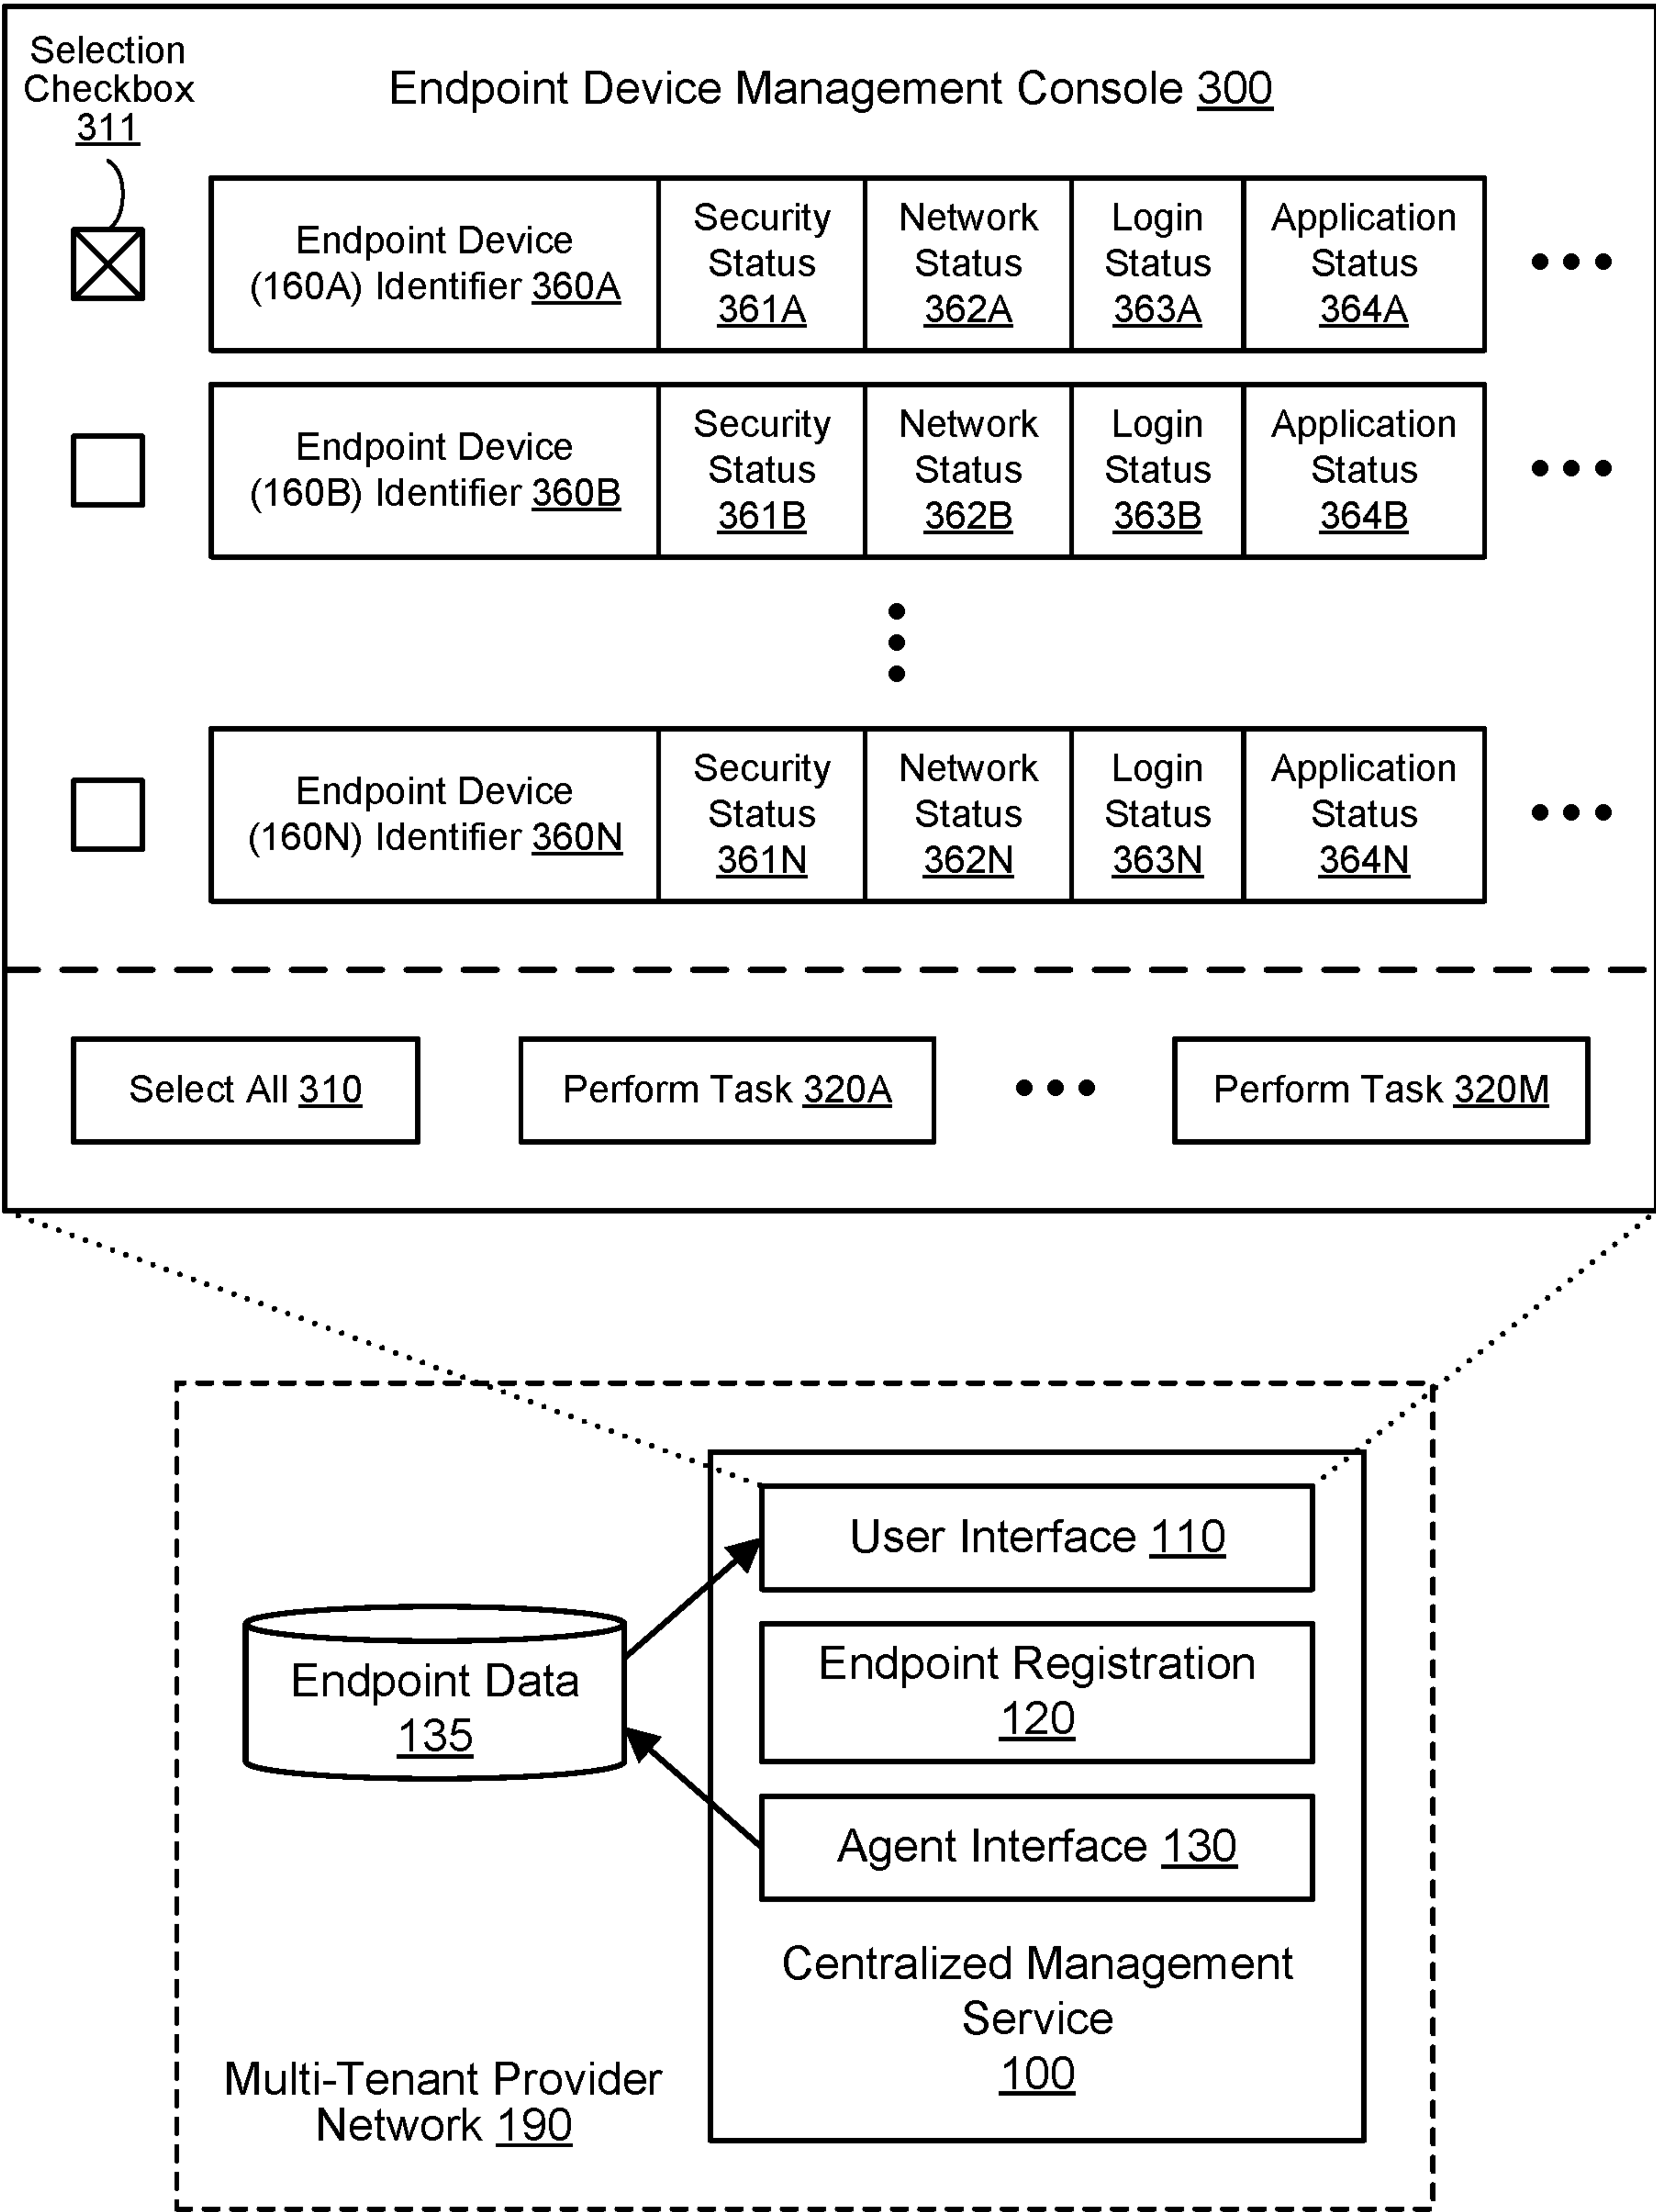 Selection
Checkbox
311
Endpoint Device Management Console 300
Endpoint Device
(160A) Identifier 360A
Security
Status
361A
Network
Status
362A
Login
Status
363A
Application
Status
364A
Endpoint Device
(160B) Identifier 360B
Security
Status
361B
Network
Status
362B
Login
Status
363B
Application
Status
364B
Endpoint Device
(160N) Identifier 360N
Security
Status
361N
Network
Status
362N
Login
Status
363N
Application
Status
364N
Select All 310
Perform Task 320A
Perform Task 320M
User Interface 110
Endpoint Registration
120
Agent Interface 130
Endpoint Data
135
Centralized Management
Service
100
Multi-Tenant Provider
Network 190